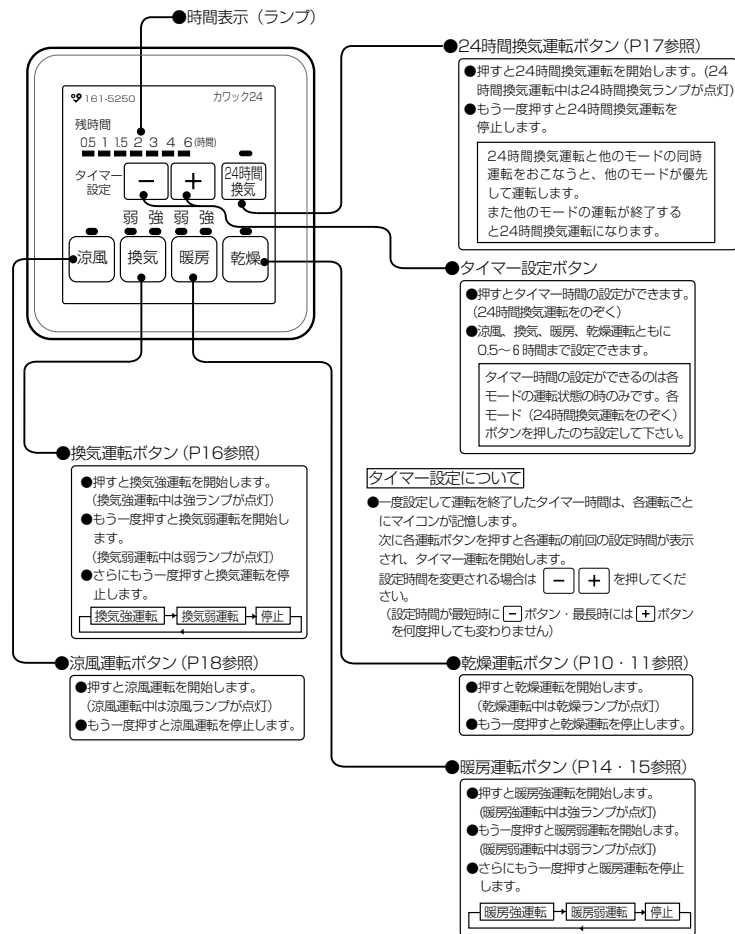 ●時間表示（ランプ）
161-5250 カワック24
残時間
0.5 1 1.5 2 3 4 6(時間)
タイマー
設定
－ ＋
24時間
換気
弱 強 弱 強
涼風 換気 暖房 乾燥
●24時間換気運転ボタン(P17参照)
●押すと24時間換気運転を開始します。(24
時間換気運転中は24時間換気ランプが点灯)
●もう一度押すと24時間換気運転を
停止します。
24時間換気運転と他のモードの同時
運転をおこなうと、他のモードが優先
して運転します。
また他のモードの運転が終了する
と24時間換気運転になります。
●タイマー設定ボタン
●押すとタイマー時間の設定ができます。
(24時間換気運転をのぞく)
●涼風、換気、暖房、乾燥運転ともに
0.5～6時間まで設定できます。
タイマー時間の設定ができるのは各
モードの運転状態の時のみです。各
モード（24時間換気運転をのぞく）
ボタンを押したのち設定して下さい。
●換気運転ボタン(P16参照)
●押すと換気強運転を開始します。
(換気強運転中は強ランプが点灯)
●もう一度押すと換気弱運転を開始し
ます。
(換気弱運転中は弱ランプが点灯)
●さらにもう一度押すと換気運転を停
止します。
換気強運転→換気弱運転→停止
タイマー設定について
●一度設定して運転を終了したタイマー時間は、各運転ごと
にマイコンが記憶します。
次に各運転ボタンを押すと各運転の前回の設定時間が表示
され、タイマー運転を開始します。
設定時間を変更される場合は － ＋ を押してくだ
さい。
（設定時間が最短時に － ボタン・最長時には ＋ ボタン
を何度押しても変わりません）
●涼風運転ボタン(P18参照)
●押すと涼風運転を開始します。
(涼風運転中は涼風ランプが点灯)
●もう一度押すと涼風運転を停止します。
●乾燥運転ボタン(P10・11参照)
●押すと乾燥運転を開始します。
(乾燥運転中は乾燥ランプが点灯)
●もう一度押すと乾燥運転を停止します。
●暖房運転ボタン(P14・15参照)
●押すと暖房強運転を開始します。
(暖房強運転中は強ランプが点灯)
●もう一度押すと暖房弱運転を開始します。
(暖房弱運転中は弱ランプが点灯)
●さらにもう一度押すと暖房運転を停止
します。
暖房強運転→暖房弱運転→停止